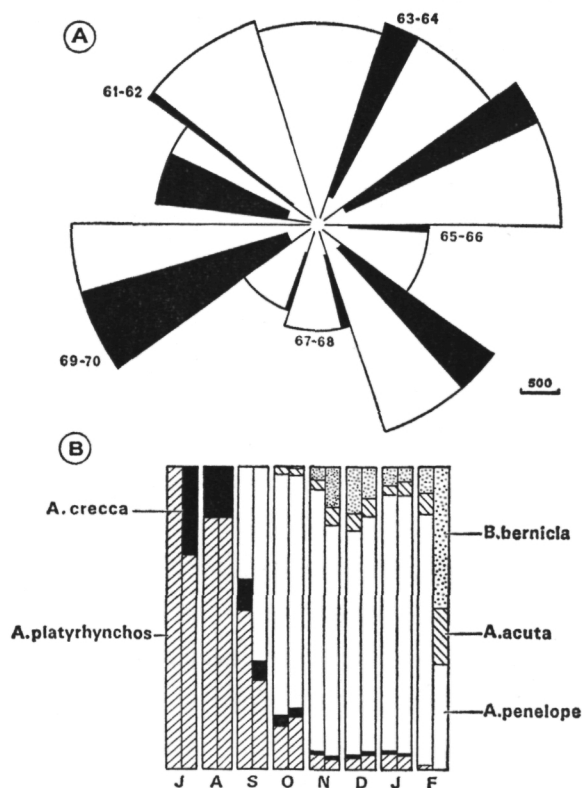 A
63-64
61-62
65-66
67-68
69-70
500
B
A.crecca
B.bernicla
A.platyrhynchos
A.acuta
A.penelope
J A S O N D J F